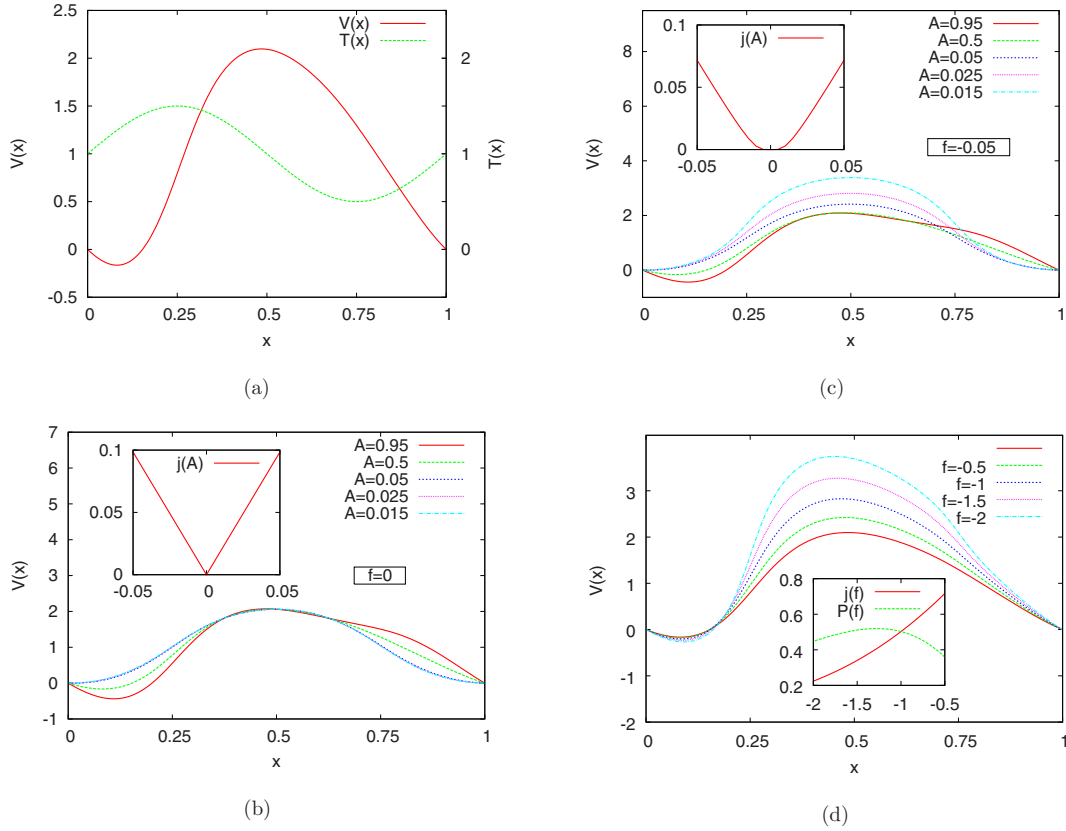 V(x)
T(x)
2.5
2
1.5
1
0.5
0
-0.5
V(x)
2
1
0
T(x)
0 0.25 0.5 0.75 1
x
(a)
A=0.95
A=0.5
A=0.05
A=0.025
A=0.015
f=-0.05
8
6
4
2
0
V(x)
0 0.25 0.5 0.75 1
x
j(A)
0.1
0.05
0
-0.05 0 0.05
(c)
A=0.95
A=0.5
A=0.05
A=0.025
A=0.015
f=0
7
6
5
4
3
2
1
0
-1
V(x)
0 0.25 0.5 0.75 1
x
j(A)
0.1
0.05
0
-0.05 0 0.05
(b)
f=-0.5
f=-1
f=-1.5
f=-2
3
2
1
0
-1
-2
V(x)
0 0.25 0.5 0.75 1
x
j(f)
P(f)
0.8
0.6
0.4
0.2
-2 -1.5 -1 -0.5
(d)